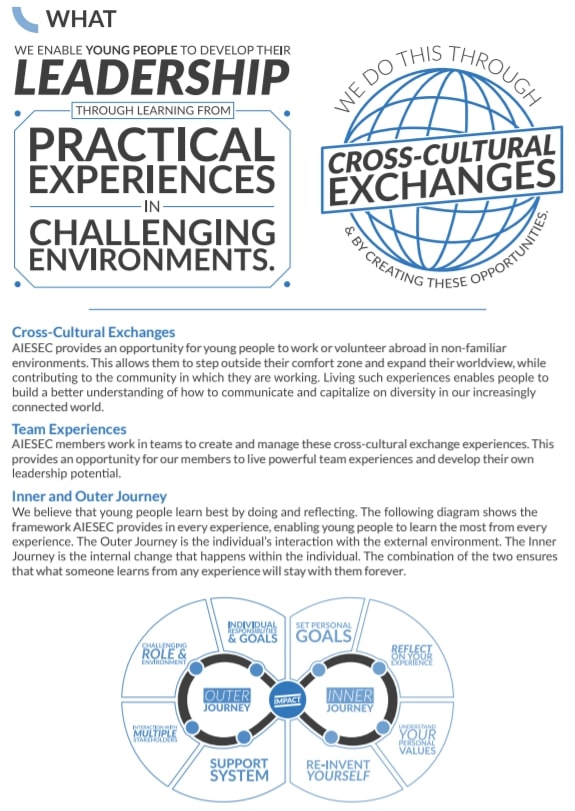 WHAT
WE ENABLE YOUNG PEOPLE TO DEVELOP THEIR
LEADERSHIP
THROUGH LEARNING FROM
PRACTICAL
EXPERIENCES
IN
CHALLENGING
ENVIRONMENTS.
WE DO THIS THROUGH
CROSS-CULTURAL
EXCHANGES
& BY CREATING THESE OPPORTUNITIES.
Cross-Cultural Exchanges
AIESEC provides an opportunity for young people to work or volunteer abroad in non-familiar
environments. This allows them to step outside their comfort zone and expand their worldview, while
contributing to the community in which they are working. Living such experiences enables people to
build a better understanding of how to communicate and capitalize on diversity in our increasingly
connected world.
Team Experiences
AIESEC members work in teams to create and manage these cross-cultural exchange experiences. This
provides an opportunity for our members to live powerful team experiences and develop their own
leadership potential.
Inner and Outer Journey
We believe that young people learn best by doing and reflecting. The following diagram shows the
framework AIESEC provides in every experience, enabling young people to learn the most from every
experience. The Outer Journey is the individual's interaction with the external environment. The Inner
Journey is the internal change that happens within the individual. The combination of the two ensures
that what someone learns from any experience will stay with them forever.
INDIVIDUAL
RESPONSIBILITIES
& GOALS
SET PERSONAL
GOALS
CHALLENGING
ROLE &
ENVIRONMENT
REFLECT
ON YOUR
EXPERIENCE
OUTER
JOURNEY
IMPACT
INNER
JOURNEY
INTERACTION WITH
MULTIPLE
STAKEHOLDERS
UNDERSTAND
YOUR
PERSONAL
VALUES
SUPPORT
SYSTEM
RE-INVENT
YOURSELF